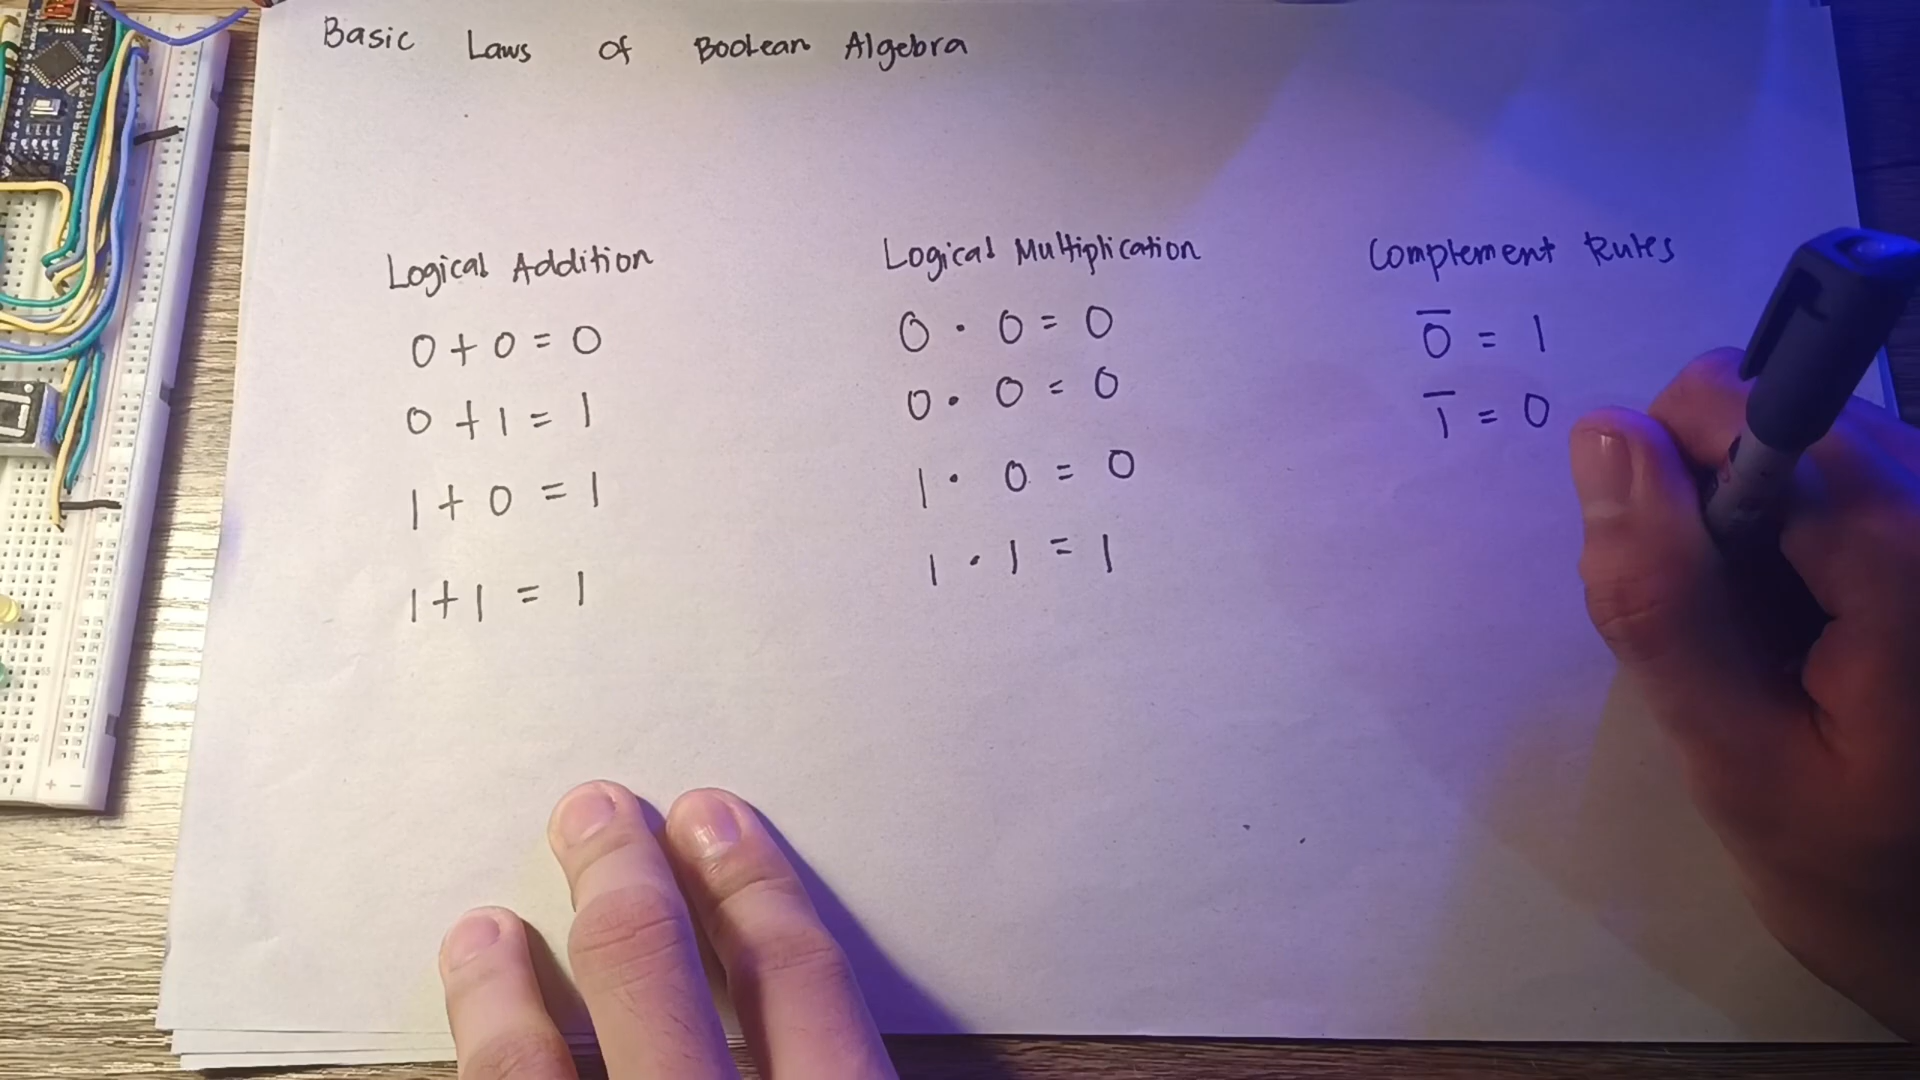 Basic Laws of Boolean Algebra
Logical Addition
0 + 0 = 0
0 + 1 = 1
1 + 0 = 1
1 + 1 = 1
Logical Multiplication
0 · 0 = 0
0 · 0 = 0
1 · 0 = 0
1 · 1 = 1
Complement Rules
0̅ = 1
1̅ = 0